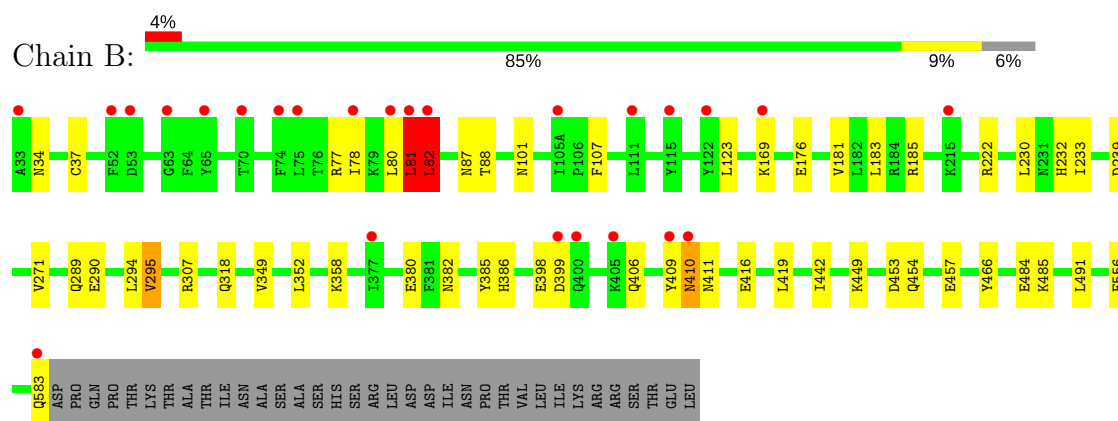 4%
Chain B:
85% 9% 6%
A33 N34 C37 F52 D53 G63 F64 Y65 T70 F74 L75 T76 R77 I78 K79 L80 L81 L82 N87 T88 N101 I105A P106 F107 L111 Y115 Y122 L123 K169 E176 V181 L182 L183 R184 R185 K215 R222 L230 N231 H232 I233 D239
V271 Q289 E290 L294 V295 R307 Q318 V349 L352 K358 I377 E380 F381 N382 Y385 H386 E398 D399 Q400 K405 Q406 Y409 N410 N411 E416 L419 I442 K449 D453 Q454 E457 Y466 E484 K485 L491
Q583 ASP PRO GLN PRO THR LYS THR ALA THR ILE ASN ALA SER ALA SER HIS SER ARG LEU ASP ASP ILE ASN PRO THR VAL LEU ILE LYS ARG ARG SER THR GLU LEU